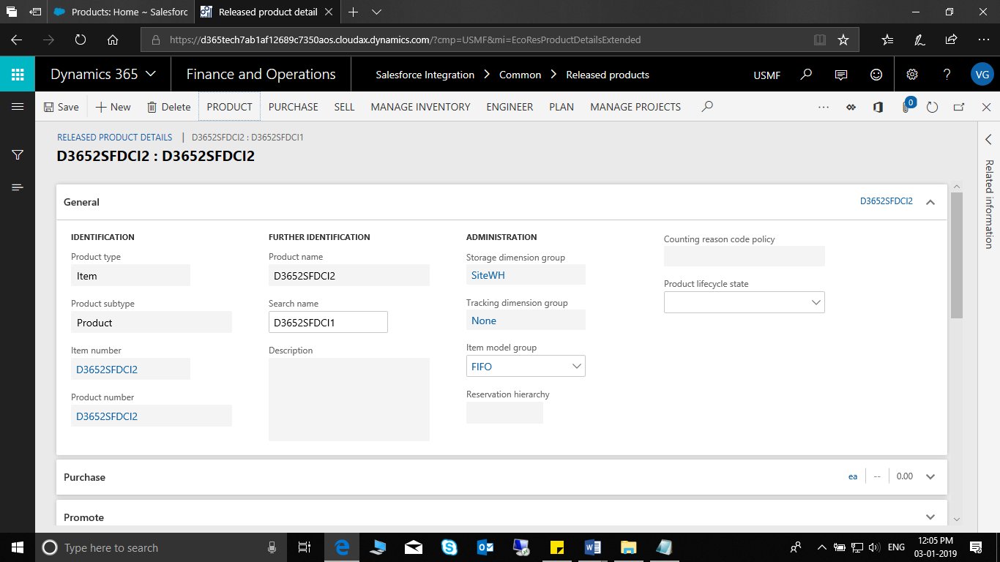 Products: Home ~ Salesforc
Released product detail
https://d365tech7ab1af12689c7350aos.cloudax.dynamics.com/?cmp=USMF&mi=EcoResProductDetailsExtended
Dynamics 365
Finance and Operations
Salesforce Integration > Common > Released products
USMF
?
VG
Save
New
Delete
PRODUCT
PURCHASE
SELL
MANAGE INVENTORY
ENGINEER
PLAN
MANAGE PROJECTS
0
RELEASED PRODUCT DETAILS | D3652SFDCI2 : D3652SFDCI1
D3652SFDCI2 : D3652SFDCI2
Related information
General
D3652SFDCI2
IDENTIFICATION
Product type
Item
Product subtype
Product
Item number
D3652SFDCI2
Product number
D3652SFDCI2
FURTHER IDENTIFICATION
Product name
D3652SFDCI2
Search name
D3652SFDCI1
Description
ADMINISTRATION
Storage dimension group
SiteWH
Tracking dimension group
None
Item model group
FIFO
Reservation hierarchy
Counting reason code policy
Product lifecycle state
Purchase
ea
--
0.00
Promote
Type here to search
ENG
12:05 PM
03-01-2019